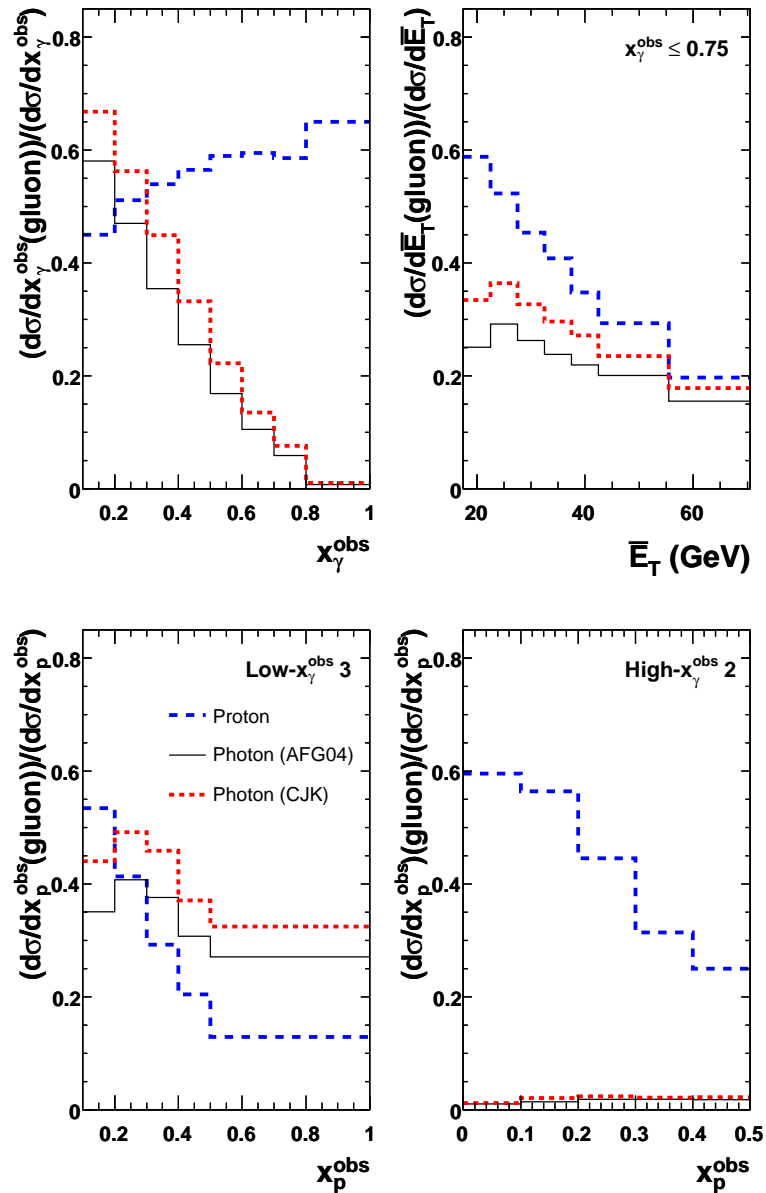 (dσ/dx_γ^obs(gluon))/(dσ/dx_γ^obs)
0.8
0.6
0.4
0.2
0
0.2 0.4 0.6 0.8 1
x_γ^obs
(dσ/dE̅_T(gluon))/(dσ/dE̅_T)
x_γ^obs ≤ 0.75
0.8
0.6
0.4
0.2
0
20 40 60
E̅_T (GeV)
(dσ/dx_p^obs(gluon))/(dσ/dx_p^obs)
Low-x_γ^obs 3
Proton
Photon (AFG04)
Photon (CJK)
0.8
0.6
0.4
0.2
0
0.2 0.4 0.6 0.8 1
x_p^obs
(dσ/dx_p^obs)(gluon)/(dσ/dx_p^obs)
High-x_γ^obs 2
0.8
0.6
0.4
0.2
0
0 0.1 0.2 0.3 0.4 0.5
x_p^obs